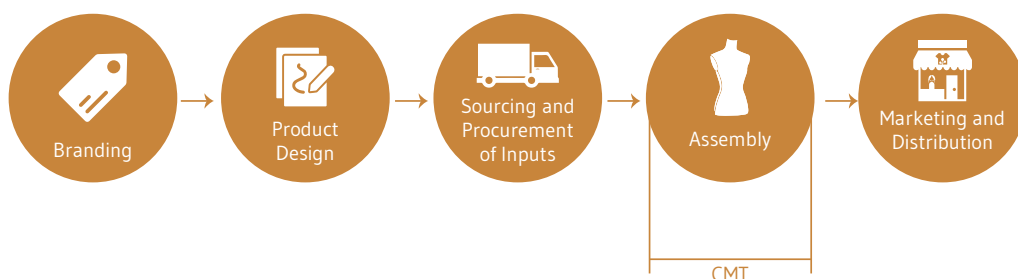 Branding
Product
Design
Sourcing and
Procurement
of Inputs
Assembly
Marketing and
Distribution
CMT